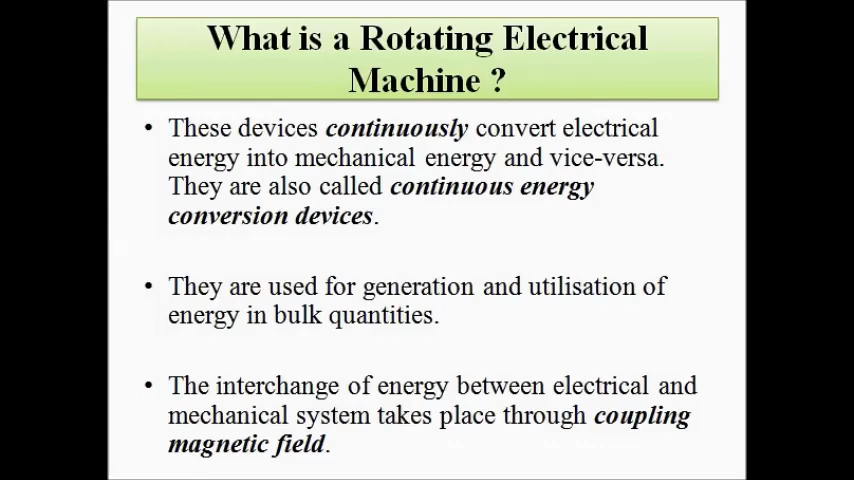 What is a Rotating Electrical
Machine ?
• These devices continuously convert electrical
energy into mechanical energy and vice-versa.
They are also called continuous energy
conversion devices.
• They are used for generation and utilisation of
energy in bulk quantities.
• The interchange of energy between electrical and
mechanical system takes place through coupling
magnetic field.